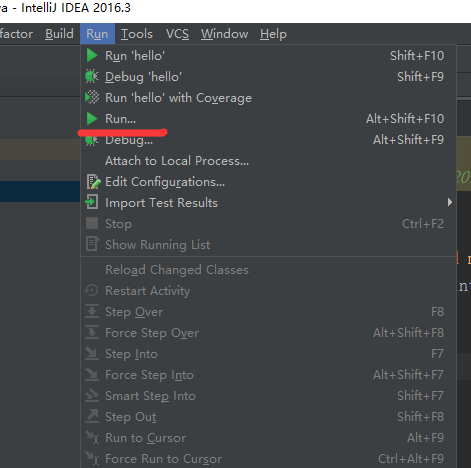 va - IntelliJ IDEA 2016.3
factor Build Run Tools VCS Window Help
Run 'hello' Shift+F10
Debug 'hello' Shift+F9
Run 'hello' with Coverage
Run... Alt+Shift+F10
Debug... Alt+Shift+F9
Attach to Local Process...
Edit Configurations...
Import Test Results
Stop Ctrl+F2
Show Running List
Reload Changed Classes
Restart Activity
Step Over F8
Force Step Over Alt+Shift+F8
Step Into F7
Force Step Into Alt+Shift+F7
Smart Step Into Shift+F7
Step Out Shift+F8
Run to Cursor Alt+F9
Force Run to Cursor Ctrl+Alt+F9